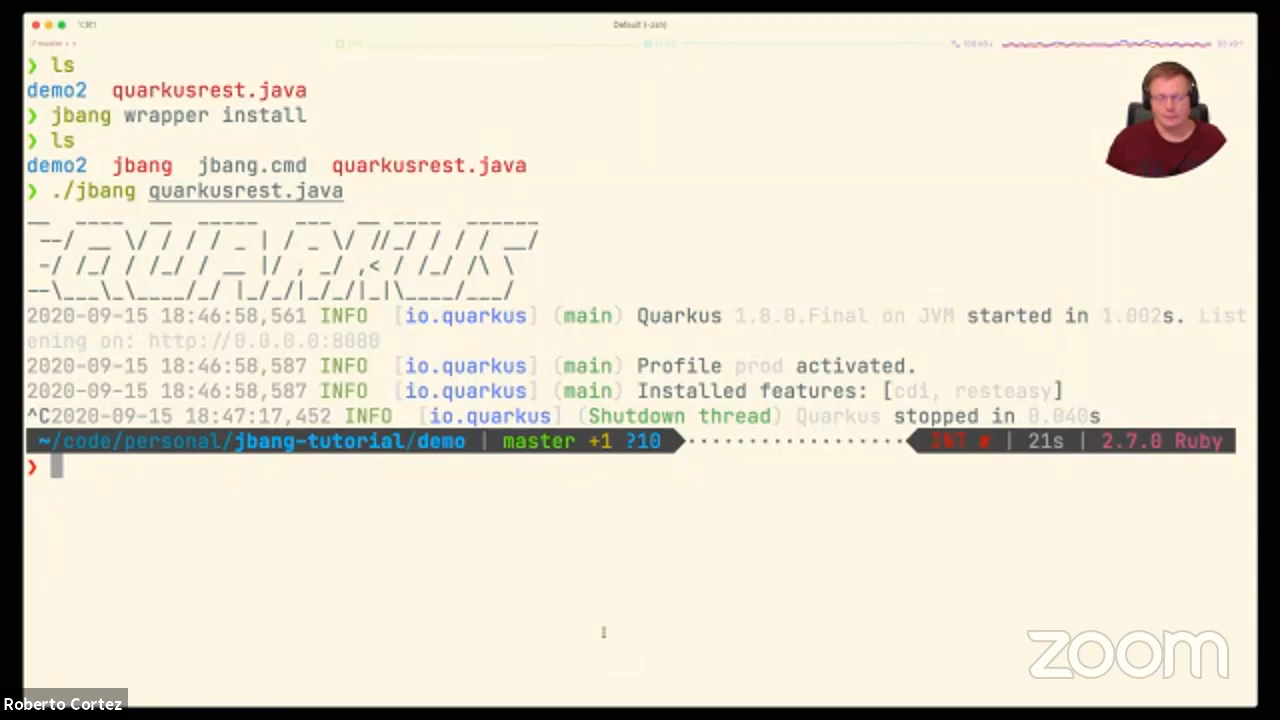 Default (-zsh)
❯ ls
demo2 quarkusrest.java
❯ jbang wrapper install
❯ ls
demo2 jbang jbang.cmd quarkusrest.java
❯ ./jbang quarkusrest.java
QUARKUS
2020-09-15 18:46:58,561 INFO [io.quarkus] (main) Quarkus 1.8.0.Final on JVM started in 1.002s. List
ening on: http://0.0.0.0:8080
2020-09-15 18:46:58,587 INFO [io.quarkus] (main) Profile prod activated.
2020-09-15 18:46:58,587 INFO [io.quarkus] (main) Installed features: [cdi, resteasy]
^C2020-09-15 18:47:17,452 INFO [io.quarkus] (Shutdown thread) Quarkus stopped in 0.040s
~/code/personal/jbang-tutorial/demo | master +1 ?10 INT ✘ | 21s | 2.7.0 Ruby
❯
zoom
Roberto Cortez